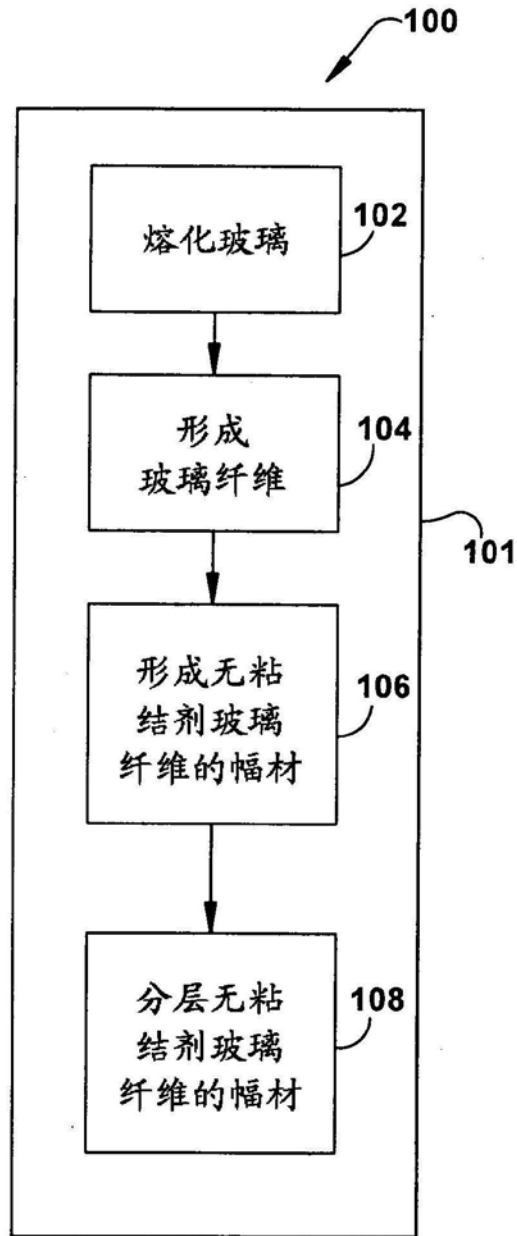 100
熔化玻璃
102
形成
玻璃纤维
104
101
形成无粘
结剂玻璃
纤维的幅材
106
分层无粘
结剂玻璃
纤维的幅材
108